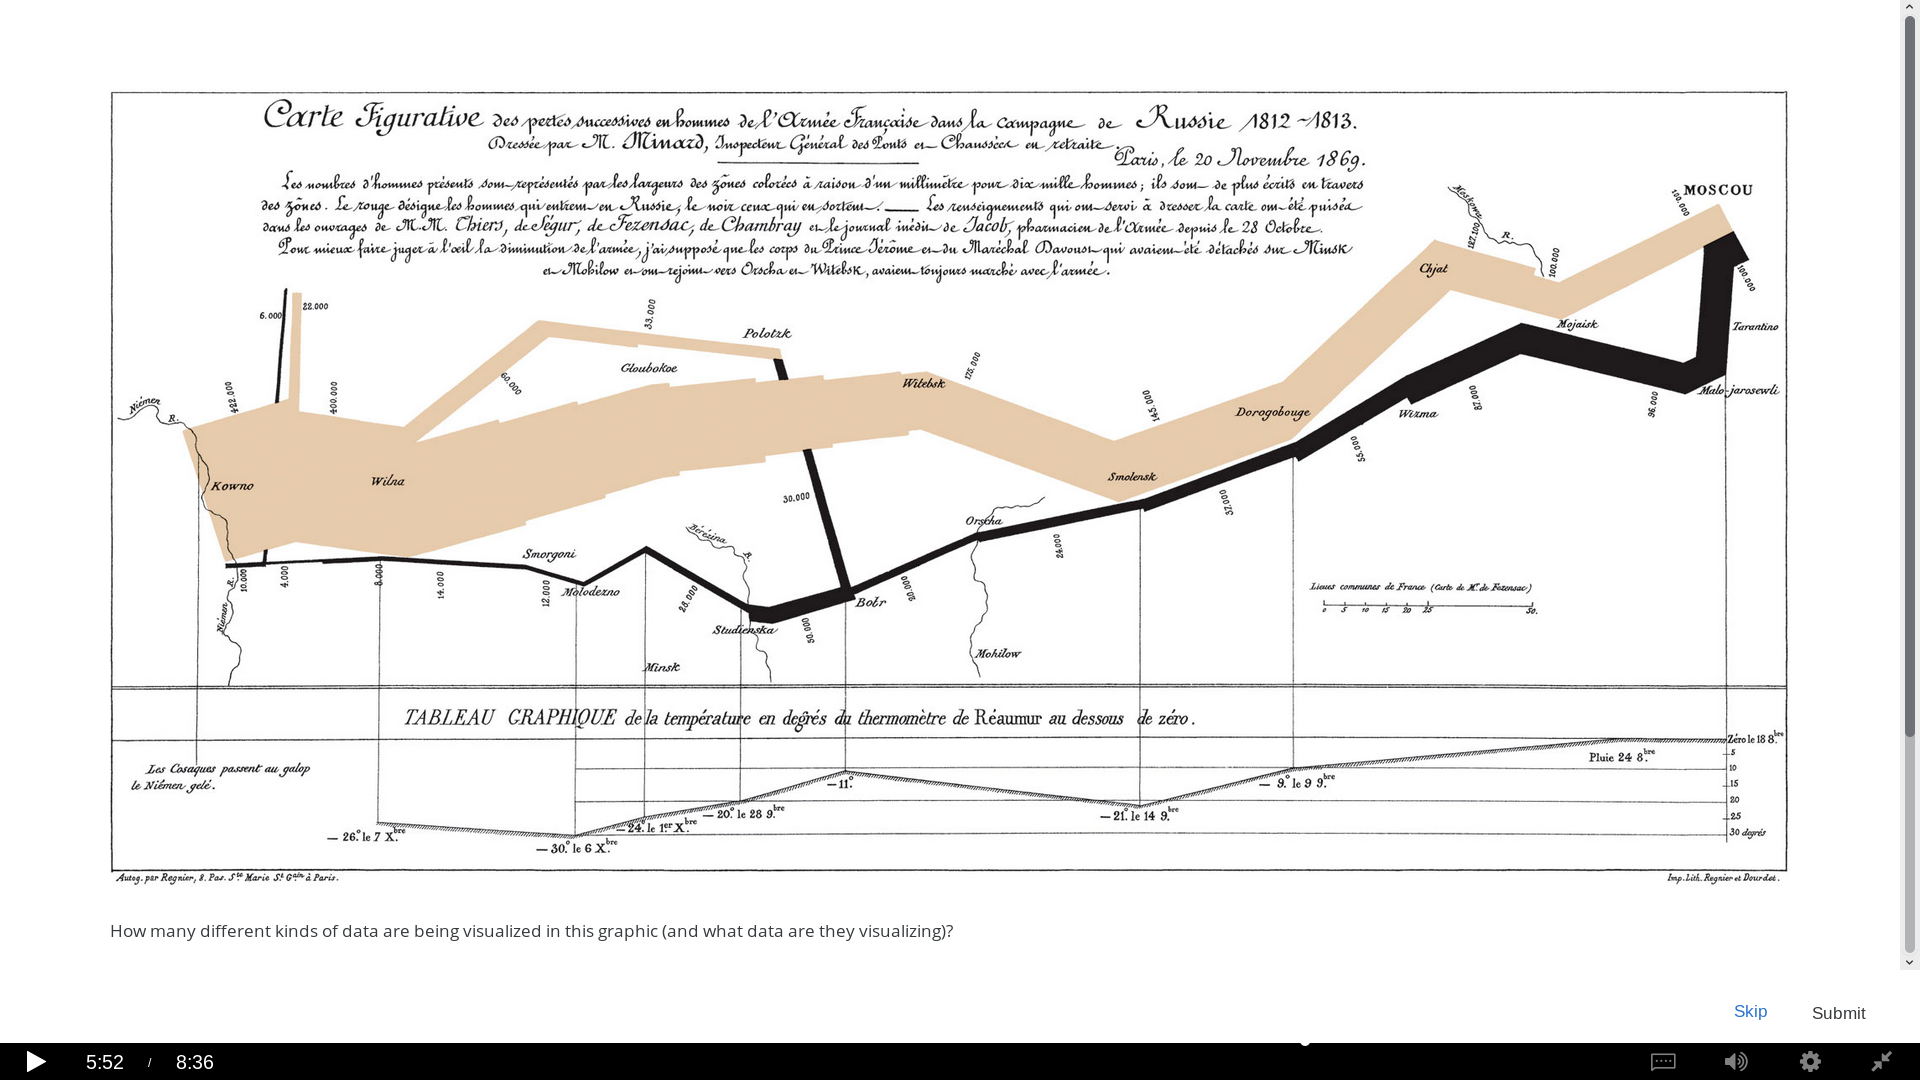 Carte Figurative des pertes successives en hommes de l'Armée Française dans la campagne de Russie 1812~1813.
Dressée par M. Minard, Inspecteur Général des Ponts et Chaussées en retraite.
Paris, le 20 Novembre 1869.
Les nombres d'hommes présents sont représentés par les largeurs des zônes colorées à raison d'un millimètre pour dix mille hommes; ils sont de plus écrits en travers
des zônes. Le rouge désigne les hommes qui entrent en Russie, le noir ceux qui en sortent. — Les renseignements qui ont servi à dresser la carte ont été puisés
dans les ouvrages de M.M. Thiers, de Ségur, de Fezensac, de Chambray et le journal inédit de Jacob, pharmacien de l'Armée depuis le 28 Octobre.
Pour mieux faire juger à l'œil la diminution de l'armée, j'ai supposé que les corps du Prince Jérôme et du Maréchal Davoust qui avaient été détachés sur Minsk
et Mohilow et ont rejoint vers Orscha et Witebsk, avaient toujours marché avec l'armée.
MOSCOU
100.000
Moskowa
R.
127.100
100.000
Chjat
100.000
Mojaisk
Tarantino
Malo-jarosewli
6.000
22.000
33.000
Polotzk
Gloubokoe
60.000
422.000
400.000
Niémen
R.
Witebsk
175.000
145.000
Dorogobouge
Wizma
87.000
96.000
55.000
Kowno
Wilna
Smolensk
30.000
Orscha
37.000
24.000
Bérézina
R.
Smorgoni
10.000
4.000
8.000
14.000
12.000
Molodezno
28.000
20.000
Bobr
Studienska
50.000
Niémen
R.
Minsk
Mohilow
Lieues communes de France (Carte de Mr. de Fezensac)
0 5 10 15 20 25 50.
TABLEAU GRAPHIQUE de la température en degrés du thermomètre de Réaumur au dessous de zéro.
Zéro le 18 8.bre
5
10
15
20
25
30 degrés
Pluie 24 8.bre
Les Cosaques passent au galop
le Niémen gelé.
— 9.° le 9 9.bre
— 11.°
— 20.° le 28 9.bre
— 21.° le 14 9.bre
— 24.° le 1.er X.bre
— 26.° le 7 X.bre
— 30.° le 6 X.bre
Autog. par Regnier, 8. Pas. Ste Marie St Gain à Paris.
Imp. Lith. Regnier et Dourdet.
How many different kinds of data are being visualized in this graphic (and what data are they visualizing)?
Skip
Submit
5:52 / 8:36